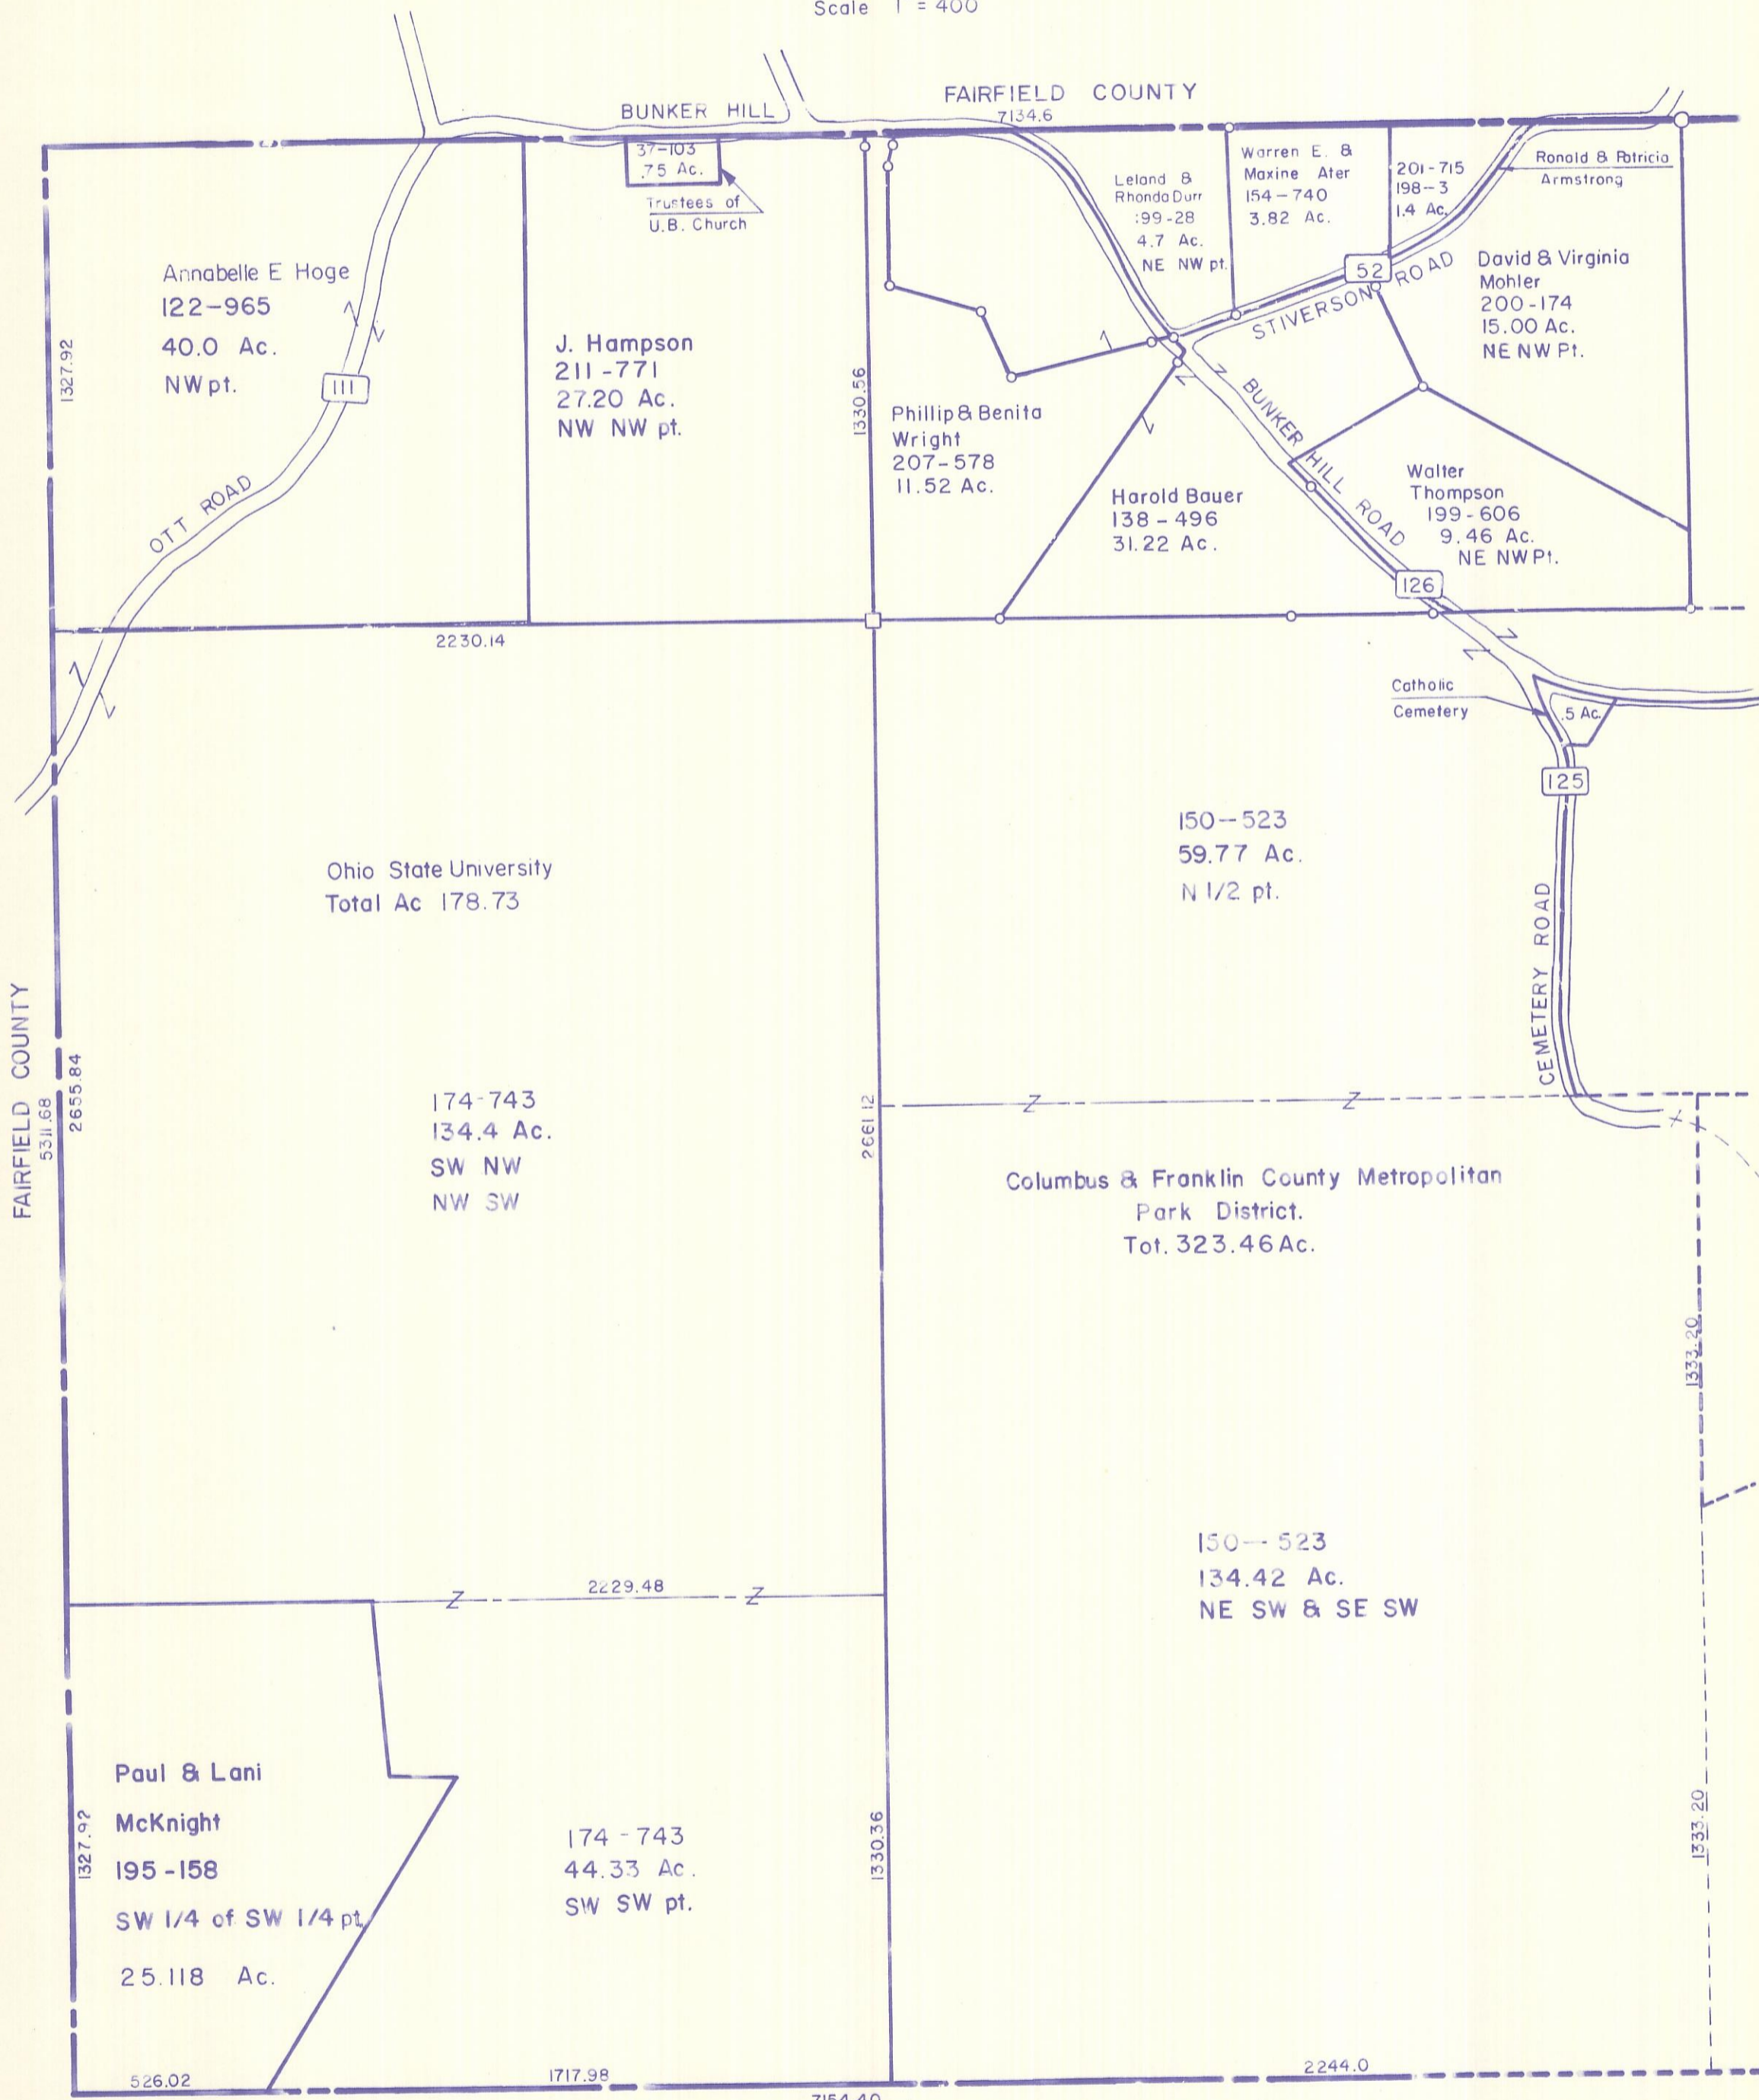 Scale 1 = 400
FAIRFIELD COUNTY
7134.6
BUNKER HILL
37-103
.75 Ac.
Trustees of
U.B. Church
Annabelle E Hoge
122-965
40.0 Ac.
NW pt.
1327.92
111
OTT ROAD
J. Hampson
211-771
27.20 Ac.
NW NW pt.
1330.56
Leland &
Rhonda Durr
:99-28
4.7 Ac.
NE NW pt.
Warren E. &
Maxine Ater
154-740
3.82 Ac.
201-715
198-3
1.4 Ac.
Ronald & Patricia
Armstrong
52
STIVERSON ROAD
David & Virginia
Mohler
200-174
15.00 Ac.
NE NW Pt.
Phillip & Benita
Wright
207-578
11.52 Ac.
Harold Bauer
138-496
31.22 Ac.
BUNKER HILL ROAD
Walter
Thompson
199-606
9.46 Ac.
NE NW Pt.
126
2230.14
Catholic
Cemetery
.5 Ac.
125
CEMETERY ROAD
150-523
59.77 Ac.
N 1/2 pt.
Ohio State University
Total Ac 178.73
FAIRFIELD COUNTY
5311.68
2655.84
174-743
134.4 Ac.
SW NW
NW SW
2661.12
Columbus & Franklin County Metropolitan
Park District.
Tot. 323.46 Ac.
1333.20
150-523
134.42 Ac.
NE SW & SE SW
2229.48
Paul & Lani
McKnight
195-158
SW 1/4 of SW 1/4 pt.
25.118 Ac.
1327.92
174-743
44.33 Ac.
SW SW pt.
1330.36
1333.20
526.02
1717.98
2244.0
7154.40